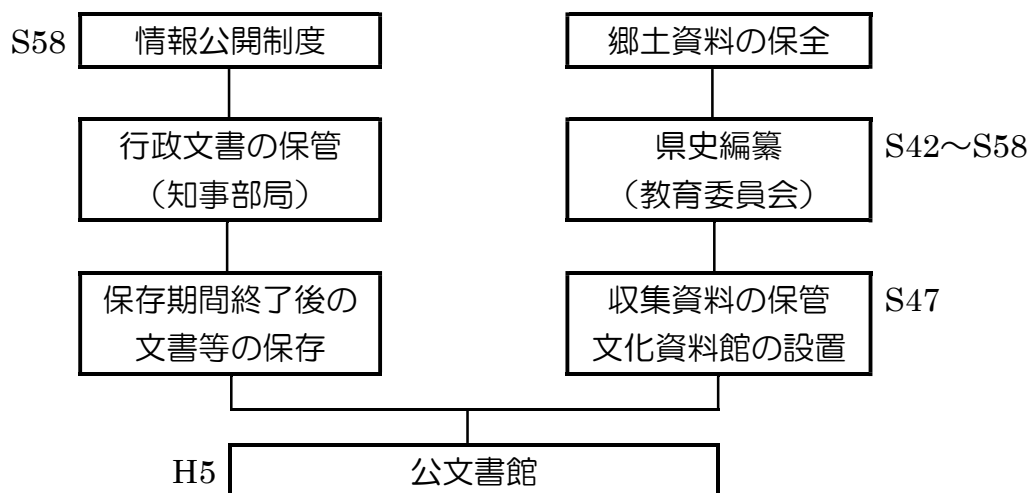 S58
情報公開制度
郷土資料の保全
行政文書の保管
（知事部局）
県史編纂
（教育委員会）
S42～S58
保存期間終了後の
文書等の保存
収集資料の保管
文化資料館の設置
S47
H5
公文書館